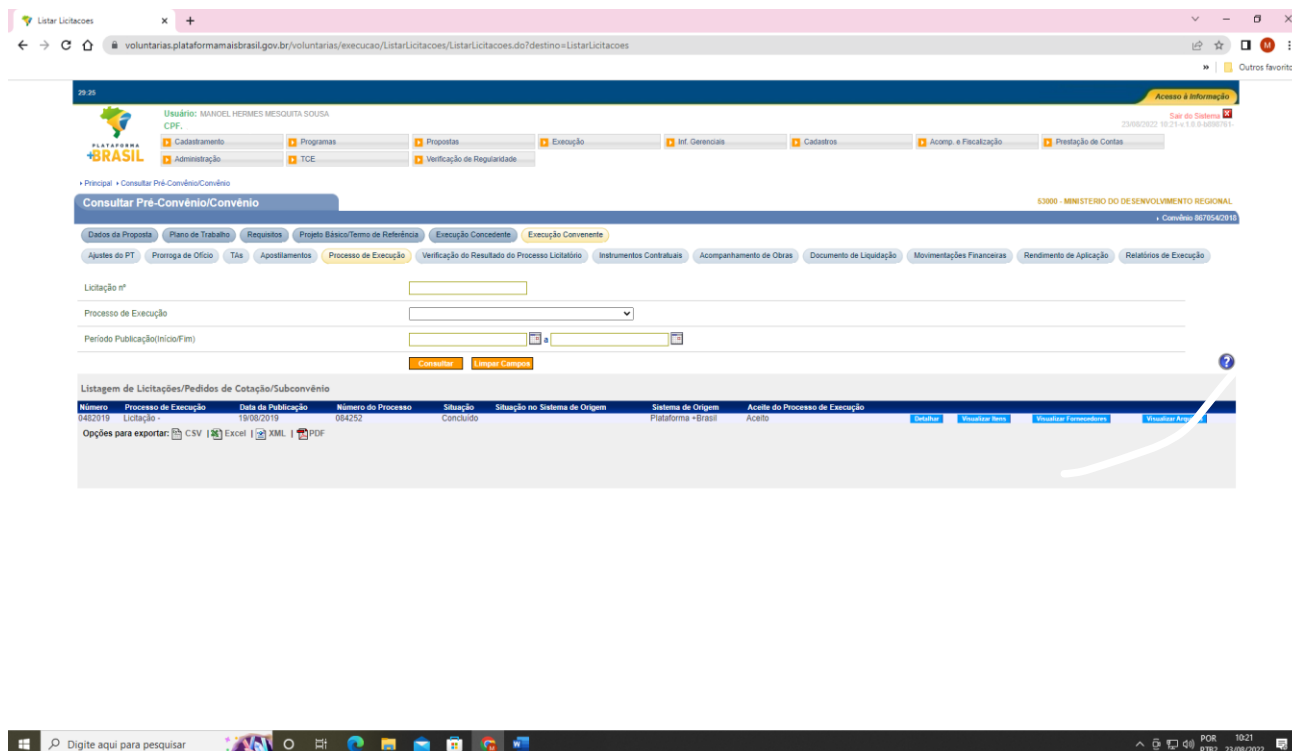 Listar Licitacoes
voluntarias.plataformamaisbrasil.gov.br/voluntarias/execucao/ListarLicitacoes/ListarLicitacoes.do?destino=ListarLicitacoes
M
» Outros favorito
29:25
Acesso à Informação
Usuário: MANOEL HERMES MESQUITA SOUSA
Sair do Sistema
CPF.
PLATAFORMA
+BRASIL
Cadastramento Programas Propostas Execução Inf. Gerenciais Cadastros Acomp. e Fiscalização Prestação de Contas
Administração TCE Verificação de Regularidade
Principal Consultar Pré-Convênio/Convênio
Consultar Pré-Convênio/Convênio
53000 - MINISTERIO DO DESENVOLVIMENTO REGIONAL
Convênio 867054/2018
Dados da Proposta Plano de Trabalho Requisitos Projeto Básico/Termo de Referência Execução Concedente Execução Convenente
Ajustes do PT Prorroga de Ofício TAs Apostilamentos Processo de Execução Verificação do Resultado do Processo Licitatório Instrumentos Contratuais Acompanhamento de Obras Documento de Liquidação Movimentações Financeiras Rendimento de Aplicação Relatórios de Execução
Licitação nº
Processo de Execução
Período Publicação(Início/Fim) a
Consultar Limpar Campos
?
Listagem de Licitações/Pedidos de Cotação/Subconvênio
Número Processo de Execução Data da Publicação Número do Processo Situação Situação no Sistema de Origem Sistema de Origem Aceite do Processo de Execução
0482019 Licitação - 19/08/2019 084252 Concluído Plataforma +Brasil Aceito Detalhar Visualizar Itens Visualizar Fornecedores Visualizar
Opções para exportar: CSV | Excel | XML | PDF
Digite aqui para pesquisar
POR 10:21
PTB2 23/08/2022